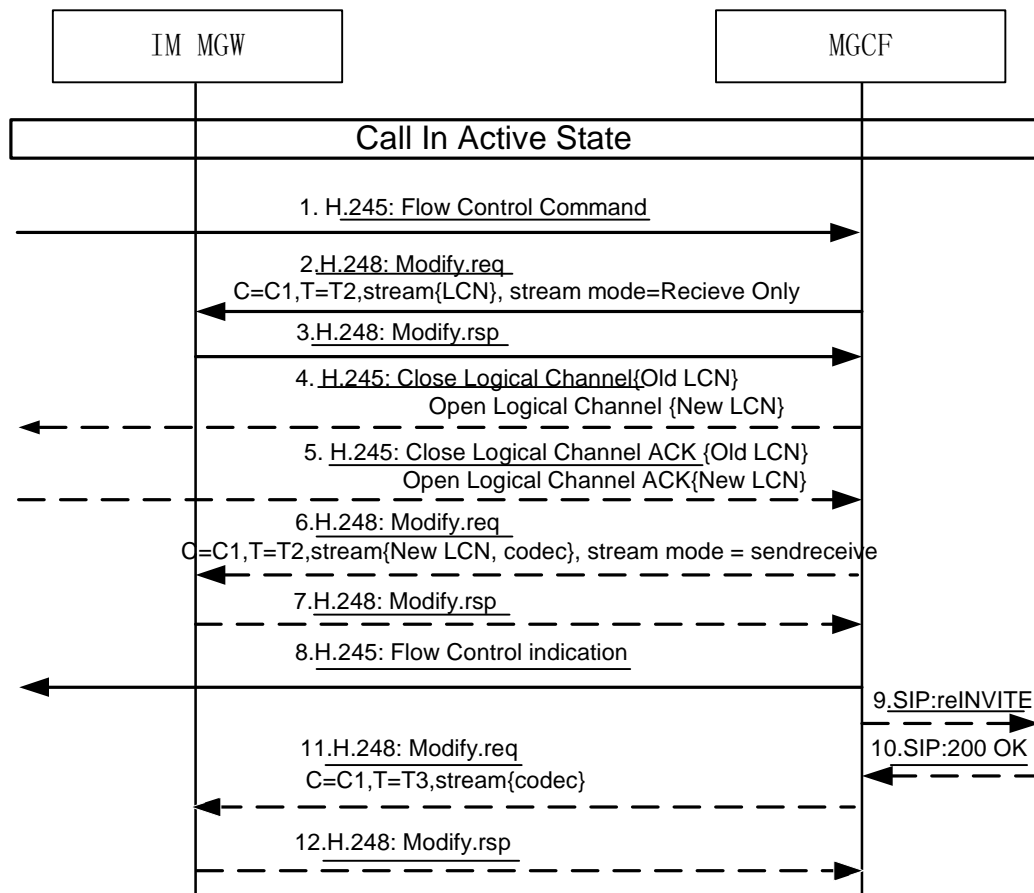 IM MGW
MGCF
Call In Active State
1. H.245: Flow Control Command
2.H.248: Modify.req
C=C1,T=T2,stream{LCN}, stream mode=Recieve Only
3.H.248: Modify.rsp
4. H.245: Close Logical Channel{Old LCN}
Open Logical Channel {New LCN}
5. H.245: Close Logical Channel ACK {Old LCN}
Open Logical Channel ACK{New LCN}
6.H.248: Modify.req
C=C1,T=T2,stream{New LCN, codec}, stream mode = sendreceive
7.H.248: Modify.rsp
8.H.245: Flow Control indication
9.SIP:reINVITE
10.SIP:200 OK
11.H.248: Modify.req
C=C1,T=T3,stream{codec}
12.H.248: Modify.rsp